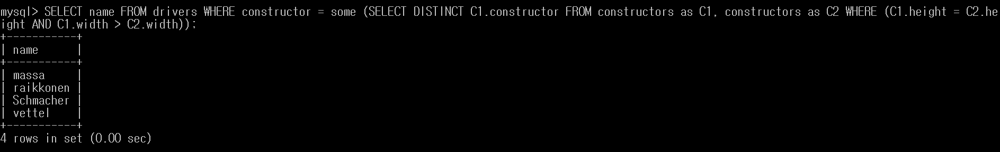 mysql> SELECT name FROM drivers WHERE constructor = some (SELECT DISTINCT C1.constructor FROM constructors as C1, constructors as C2 WHERE (C1.height = C2.he
ight AND C1.width > C2.width));
+-----------+
| name      |
+-----------+
| massa     |
| raikkonen |
| Schmacher |
| vettel    |
+-----------+
4 rows in set (0.00 sec)